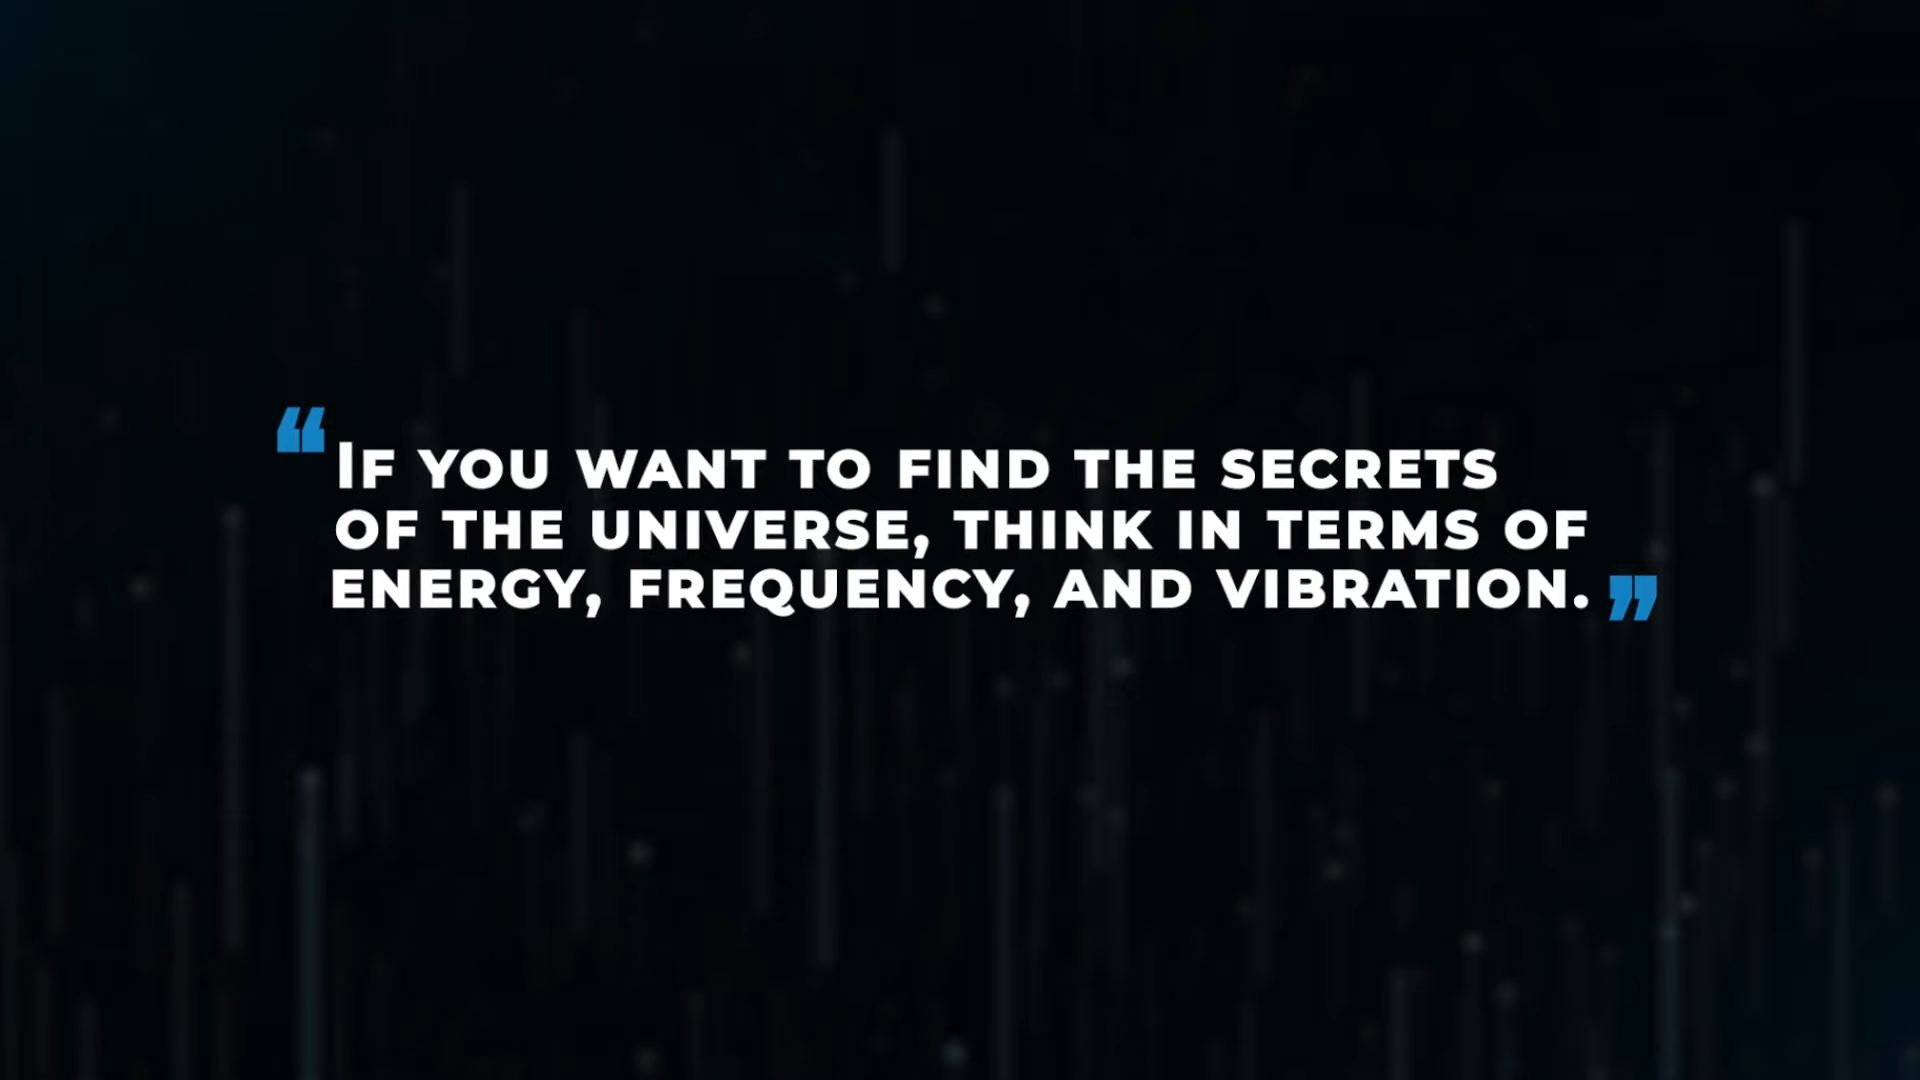 “If you want to find the secrets
of the universe, think in terms of
energy, frequency, and vibration.”